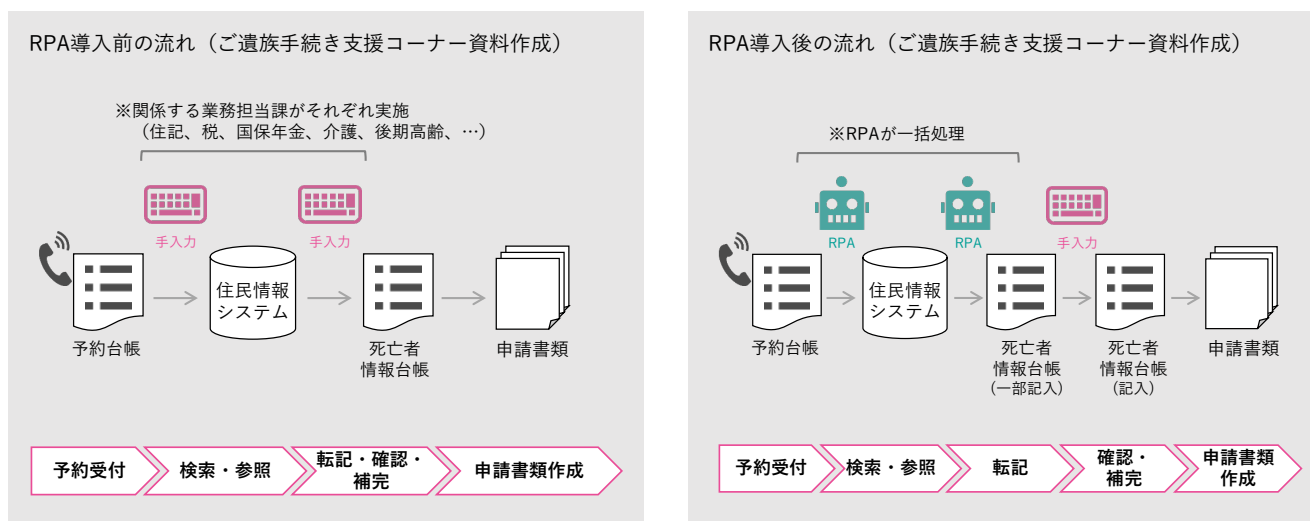 RPA導入前の流れ（ご遺族手続き支援コーナー資料作成）
※関係する業務担当課がそれぞれ実施
（住記、税、国保年金、介護、後期高齢、…）
手入力
手入力
住民情報
システム
予約台帳
死亡者
情報台帳
申請書類
予約受付
検索・参照
転記・確認・
補完
申請書類作成
RPA導入後の流れ（ご遺族手続き支援コーナー資料作成）
※RPAが一括処理
RPA
RPA
手入力
住民情報
システム
予約台帳
死亡者
情報台帳
(一部記入)
死亡者
情報台帳
(記入)
申請書類
予約受付
検索・参照
転記
確認・
補完
申請書類
作成